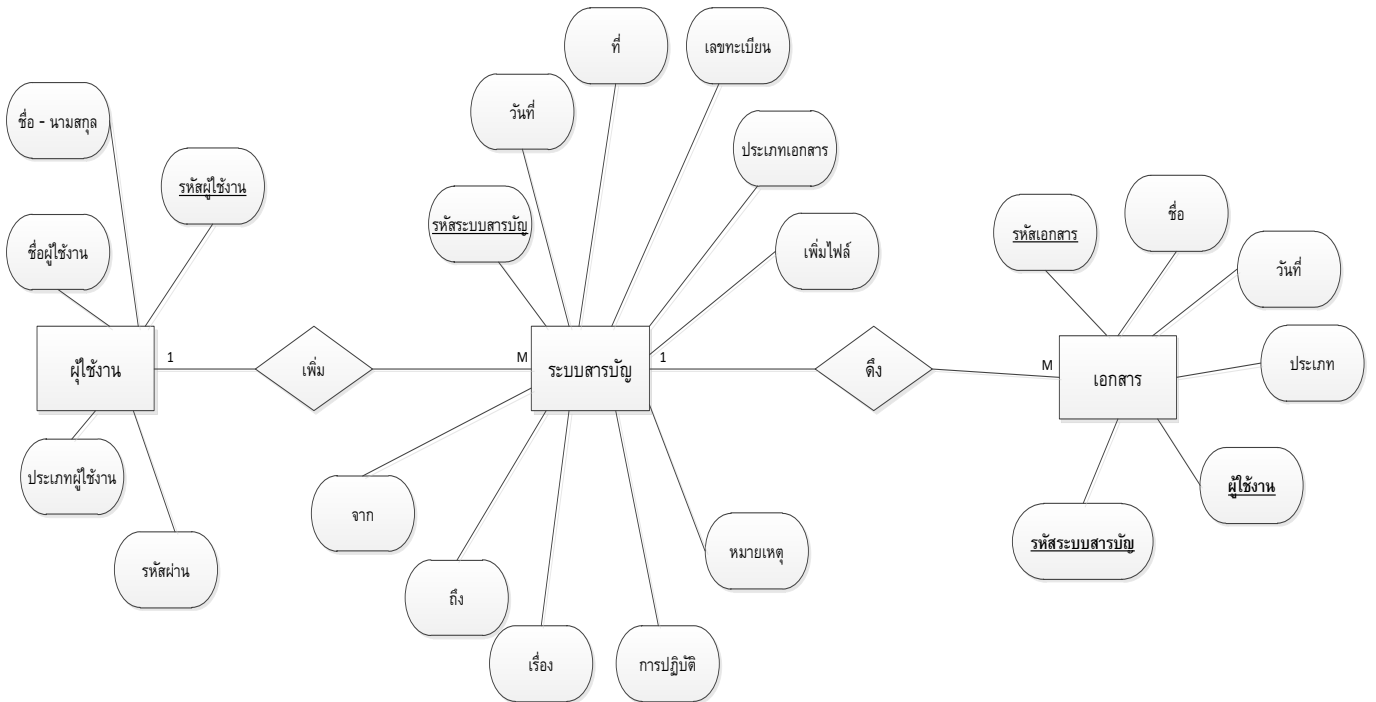 ที่
เลขทะเบียน
วันที่
ชื่อ - นามสกุล
ประเภทเอกสาร
รหัสผู้ใช้งาน
รหัสระบบสารบัญ
ชื่อผู้ใช้งาน
เพิ่มไฟล์
รหัสเอกสาร
ชื่อ
วันที่
ผุ้ใช้งาน
1
เพิ่ม
M
ระบบสารบัญ
1
ดึง
M
เอกสาร
ประเภท
ประเภทผู้ใช้งาน
รหัสผ่าน
จาก
ถึง
เรื่อง
การปฏิบัติ
หมายเหตุ
รหัสระบบสารบัญ
ผู้ใช้งาน